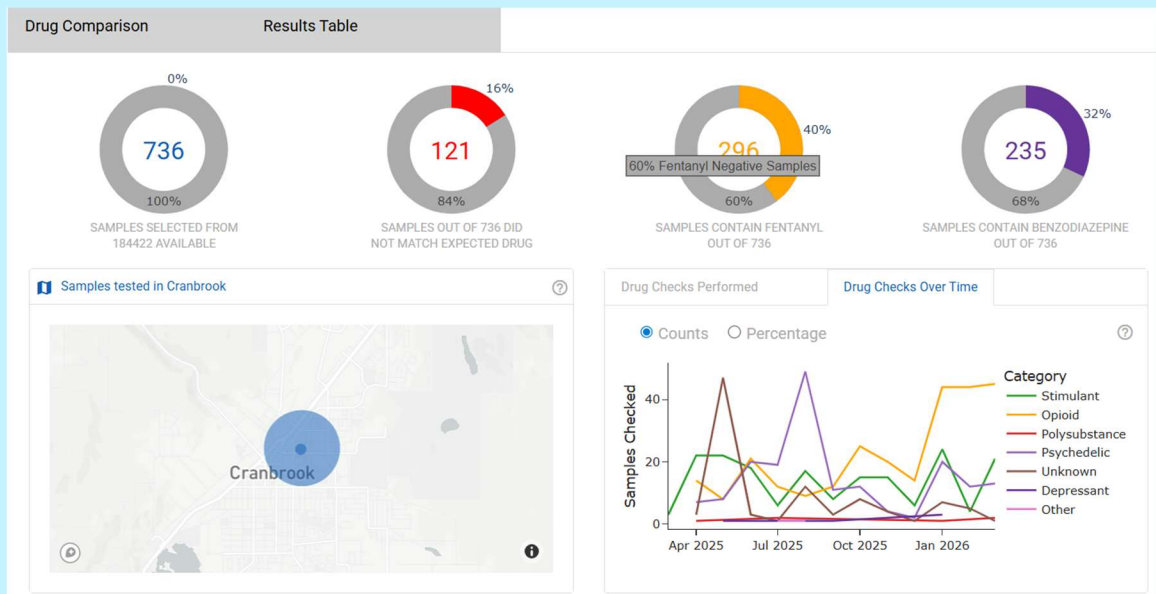 Drug Comparison
Results Table
0%
736
100%
SAMPLES SELECTED FROM
184422 AVAILABLE
16%
121
84%
SAMPLES OUT OF 736 DID
NOT MATCH EXPECTED DRUG
40%
296
60% Fentanyl Negative Samples
60%
SAMPLES CONTAIN FENTANYL
OUT OF 736
32%
235
68%
SAMPLES CONTAIN BENZODIAZEPINE
OUT OF 736
Samples tested in Cranbrook
?
Cranbrook
i
Drug Checks Performed
Drug Checks Over Time
Counts
Percentage
?
Samples Checked
40
20
0
Apr 2025
Jul 2025
Oct 2025
Jan 2026
Category
Stimulant
Opioid
Polysubstance
Psychedelic
Unknown
Depressant
Other